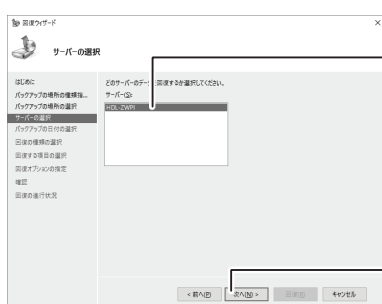 回復ウィザード
サーバーの選択
はじめに
バックアップの場所の種類指...
バックアップの場所の選択
サーバーの選択
バックアップの日付の選択
回復の種類の選択
回復する項目の選択
回復オプションの指定
確認
回復の進行状況
どのサーバーのデータを回復するか選択してください。
サーバー(S):
HDL-ZWPI
< 前へ(P)
次へ(N) >
回復(R)
キャンセル